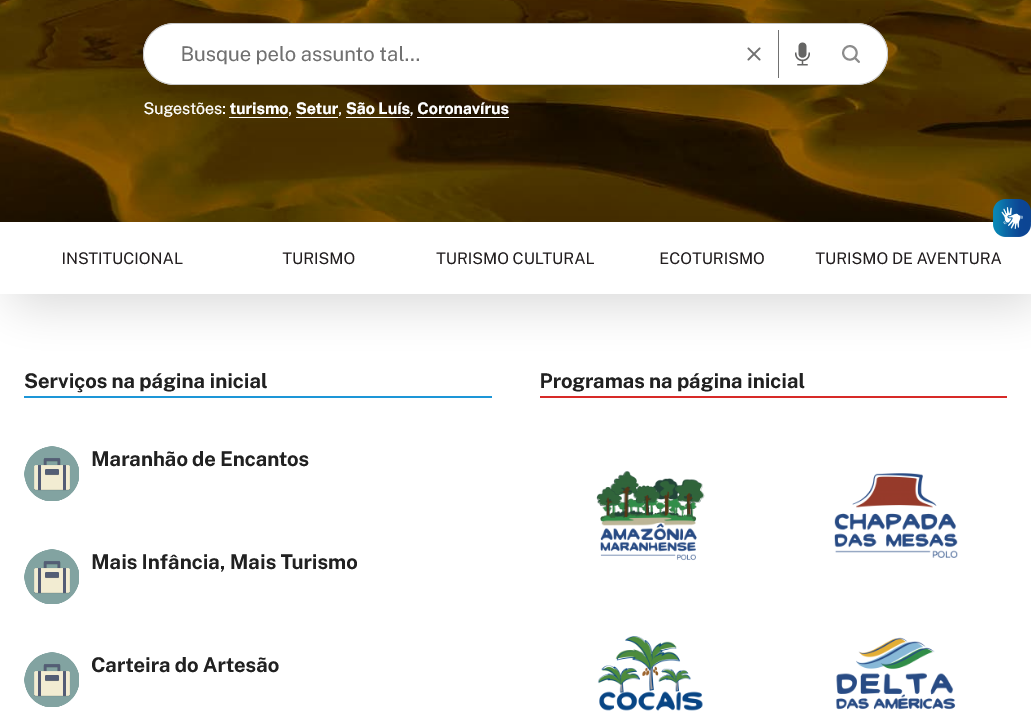 Busque pelo assunto tal...
Sugestões: turismo, Setur, São Luís, Coronavírus
INSTITUCIONAL
TURISMO
TURISMO CULTURAL
ECOTURISMO
TURISMO DE AVENTURA
Serviços na página inicial
Maranhão de Encantos
Mais Infância, Mais Turismo
Carteira do Artesão
Programas na página inicial
AMAZÔNIA
MARANHENSE
POLO
CHAPADA
DAS MESAS
POLO
COCAIS
DELTA
DAS AMÉRICAS